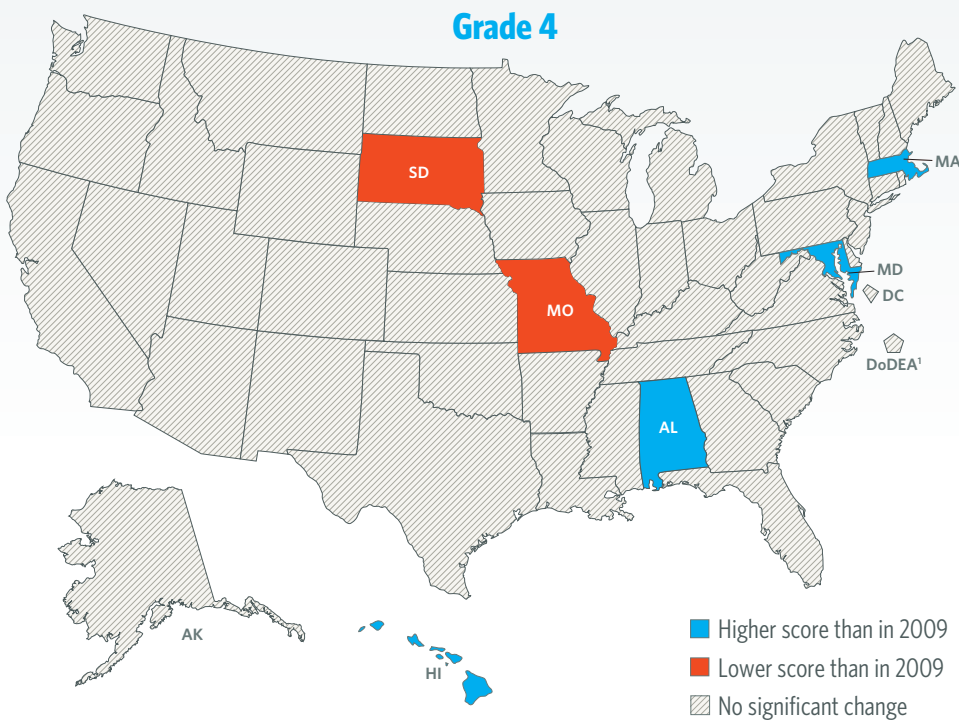 Grade 4
SD
MA
MD
DC
MO
DoDEA¹
AL
AK
HI
Higher score than in 2009
Lower score than in 2009
No significant change